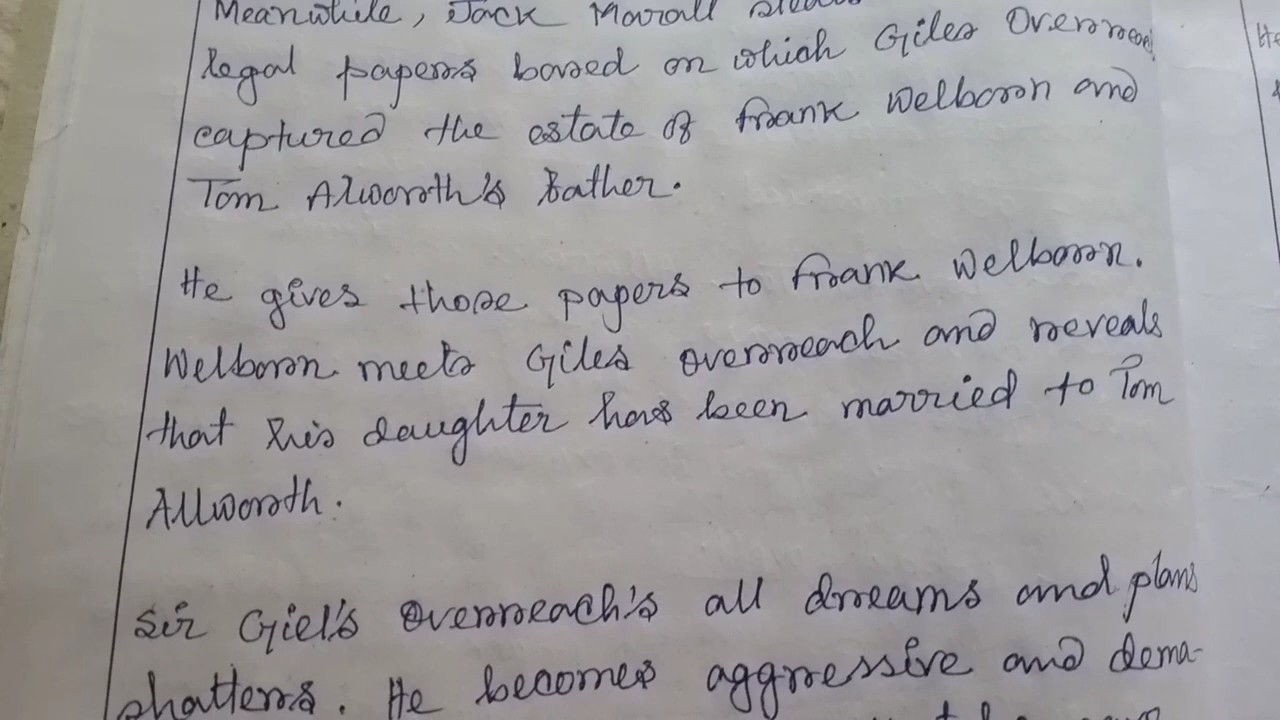 Meanwhile, Jack Marall
legal papers based on which Giles Overreach
captured the estate of Frank Welborn and
Tom Alworth's father.
He gives those papers to Frank Welborn.
Welborn meets Giles overreach and reveals
that his daughter has been married to Tom
Allworth.
Sir Giel's Overreach's all dreams and plans
shatters. He becomes aggressive and dema-